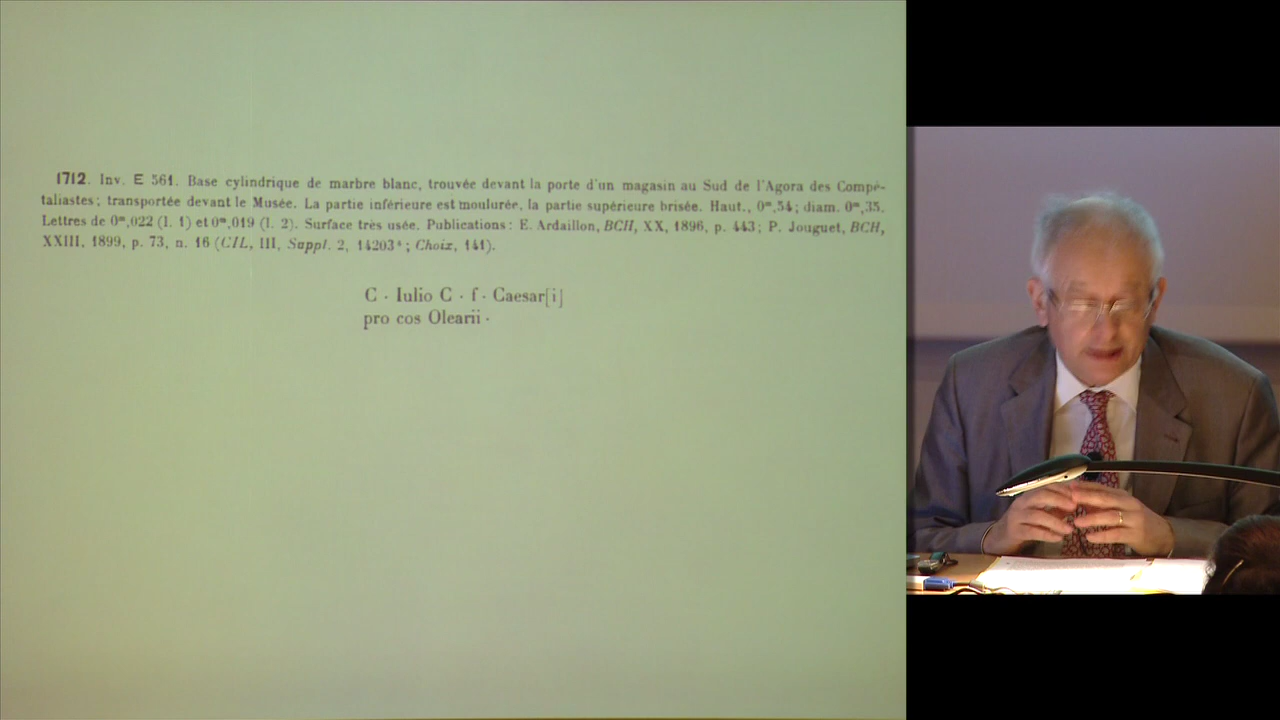 1712. Inv. E 561. Base cylindrique de marbre blanc, trouvée devant la porte d'un magasin au Sud de l'Agora des Compé-
taliastes; transportée devant le Musée. La partie inférieure est moulurée, la partie supérieure brisée. Haut., 0ᵐ,54; diam. 0ᵐ,35.
Lettres de 0ᵐ,022 (l. 1) et 0ᵐ,019 (l. 2). Surface très usée. Publications: E. Ardaillon, BCH, XX, 1896, p. 443; P. Jouguet, BCH,
XXIII, 1899, p. 73, n. 16 (CIL, III, Suppl. 2, 14203⁴; Choix, 141).
C · Iulio C · f · Caesar[i]
pro cos Olearii ·